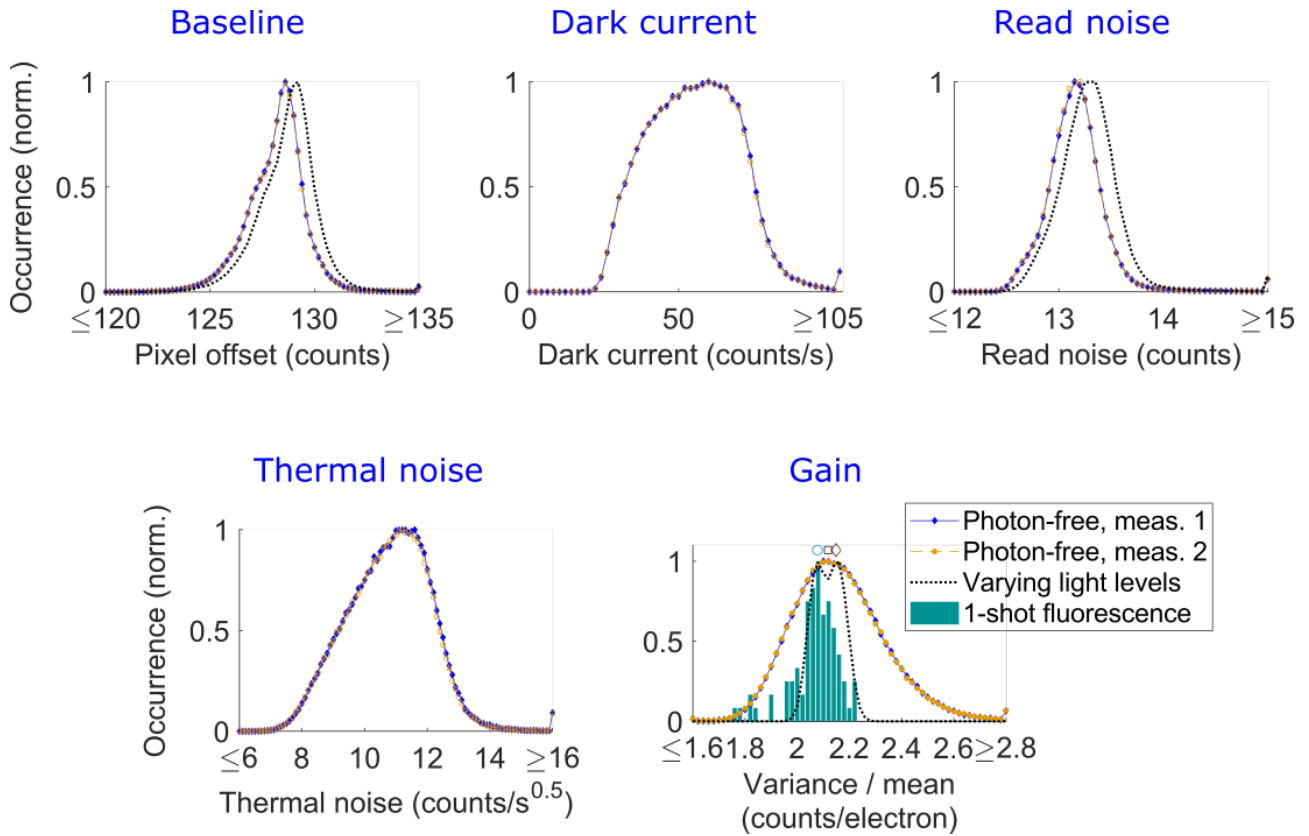 Baseline
Dark current
Read noise
Occurrence (norm.)
1
0.5
0
≤120
125
130
≥135
Pixel offset (counts)
1
0.5
0
0
50
≥105
Dark current (counts/s)
1
0.5
0
≤12
13
14
≥15
Read noise (counts)
Thermal noise
Gain
Occurrence (norm.)
1
0.5
0
≤6
8
10
12
14
≥16
Thermal noise (counts/s^0.5)
1
0.5
0
≤1.6
1.8
2
2.2
2.4
2.6
≥2.8
Variance / mean
(counts/electron)
Photon-free, meas. 1
Photon-free, meas. 2
Varying light levels
1-shot fluorescence